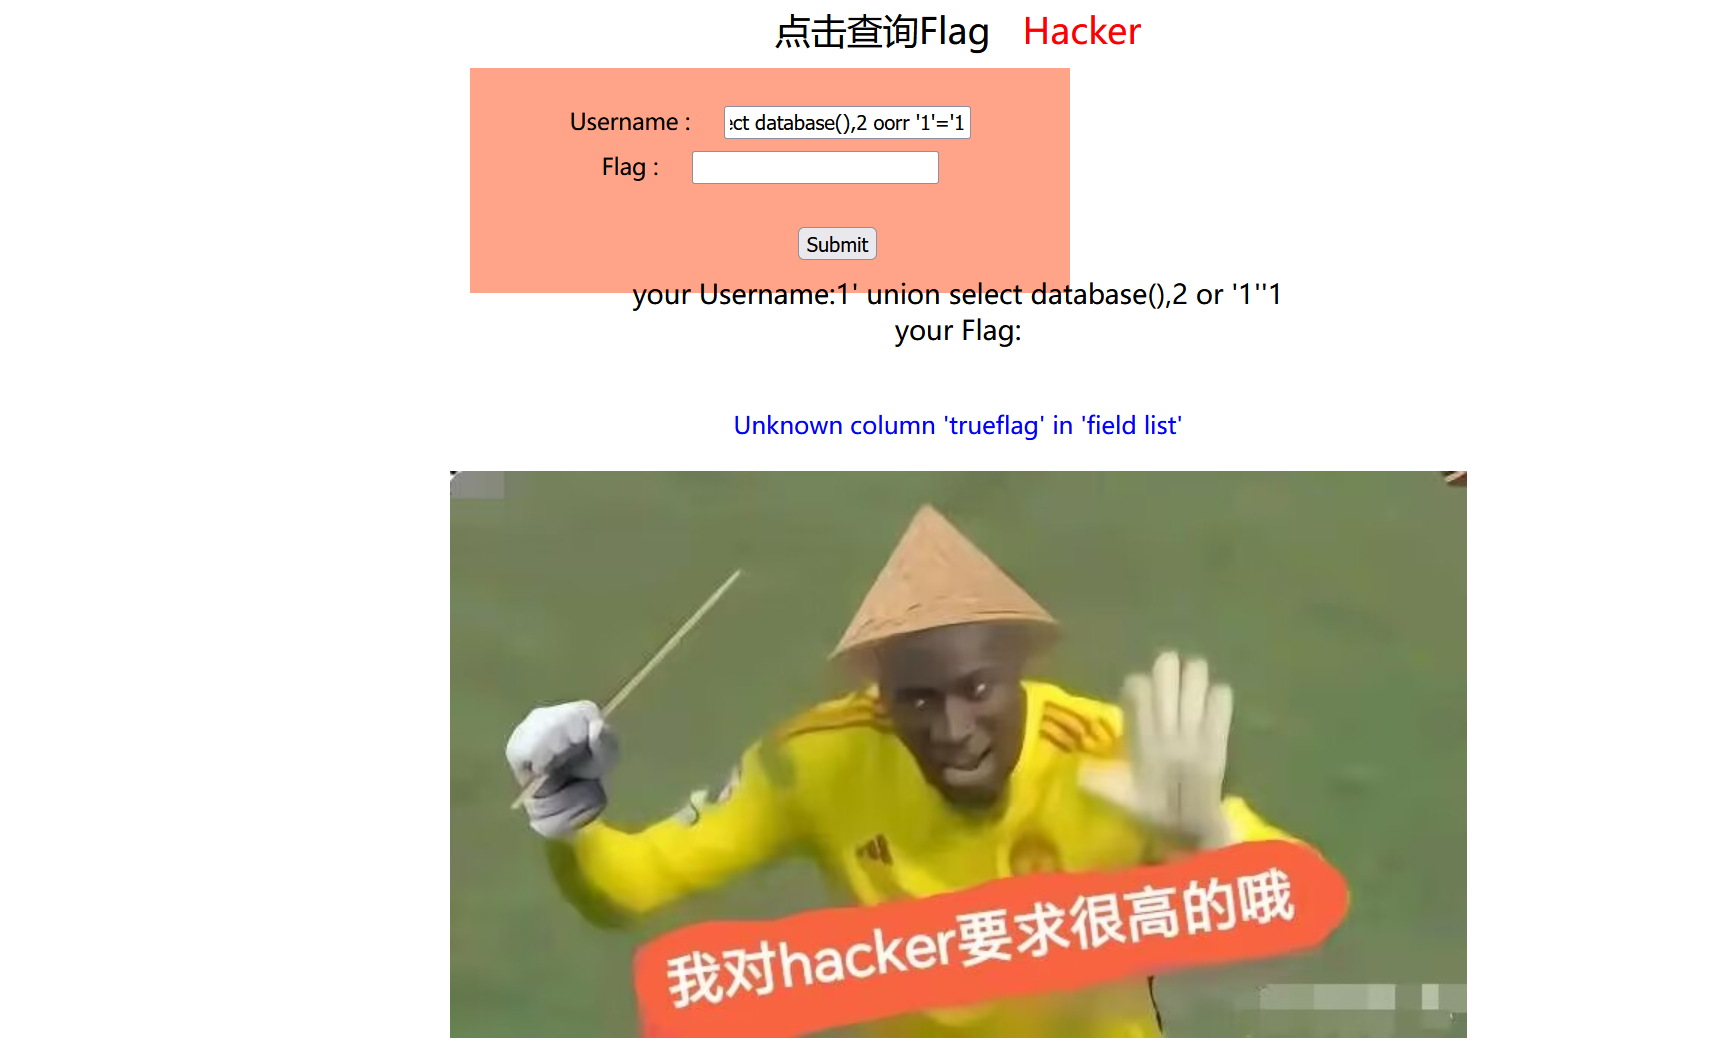 点击查询Flag Hacker
Username : ect database(),2 oorr '1'='1
Flag :
Submit
your Username:1' union select database(),2 or '1''1
your Flag:
Unknown column 'trueflag' in 'field list'
我对hacker要求很高的哦